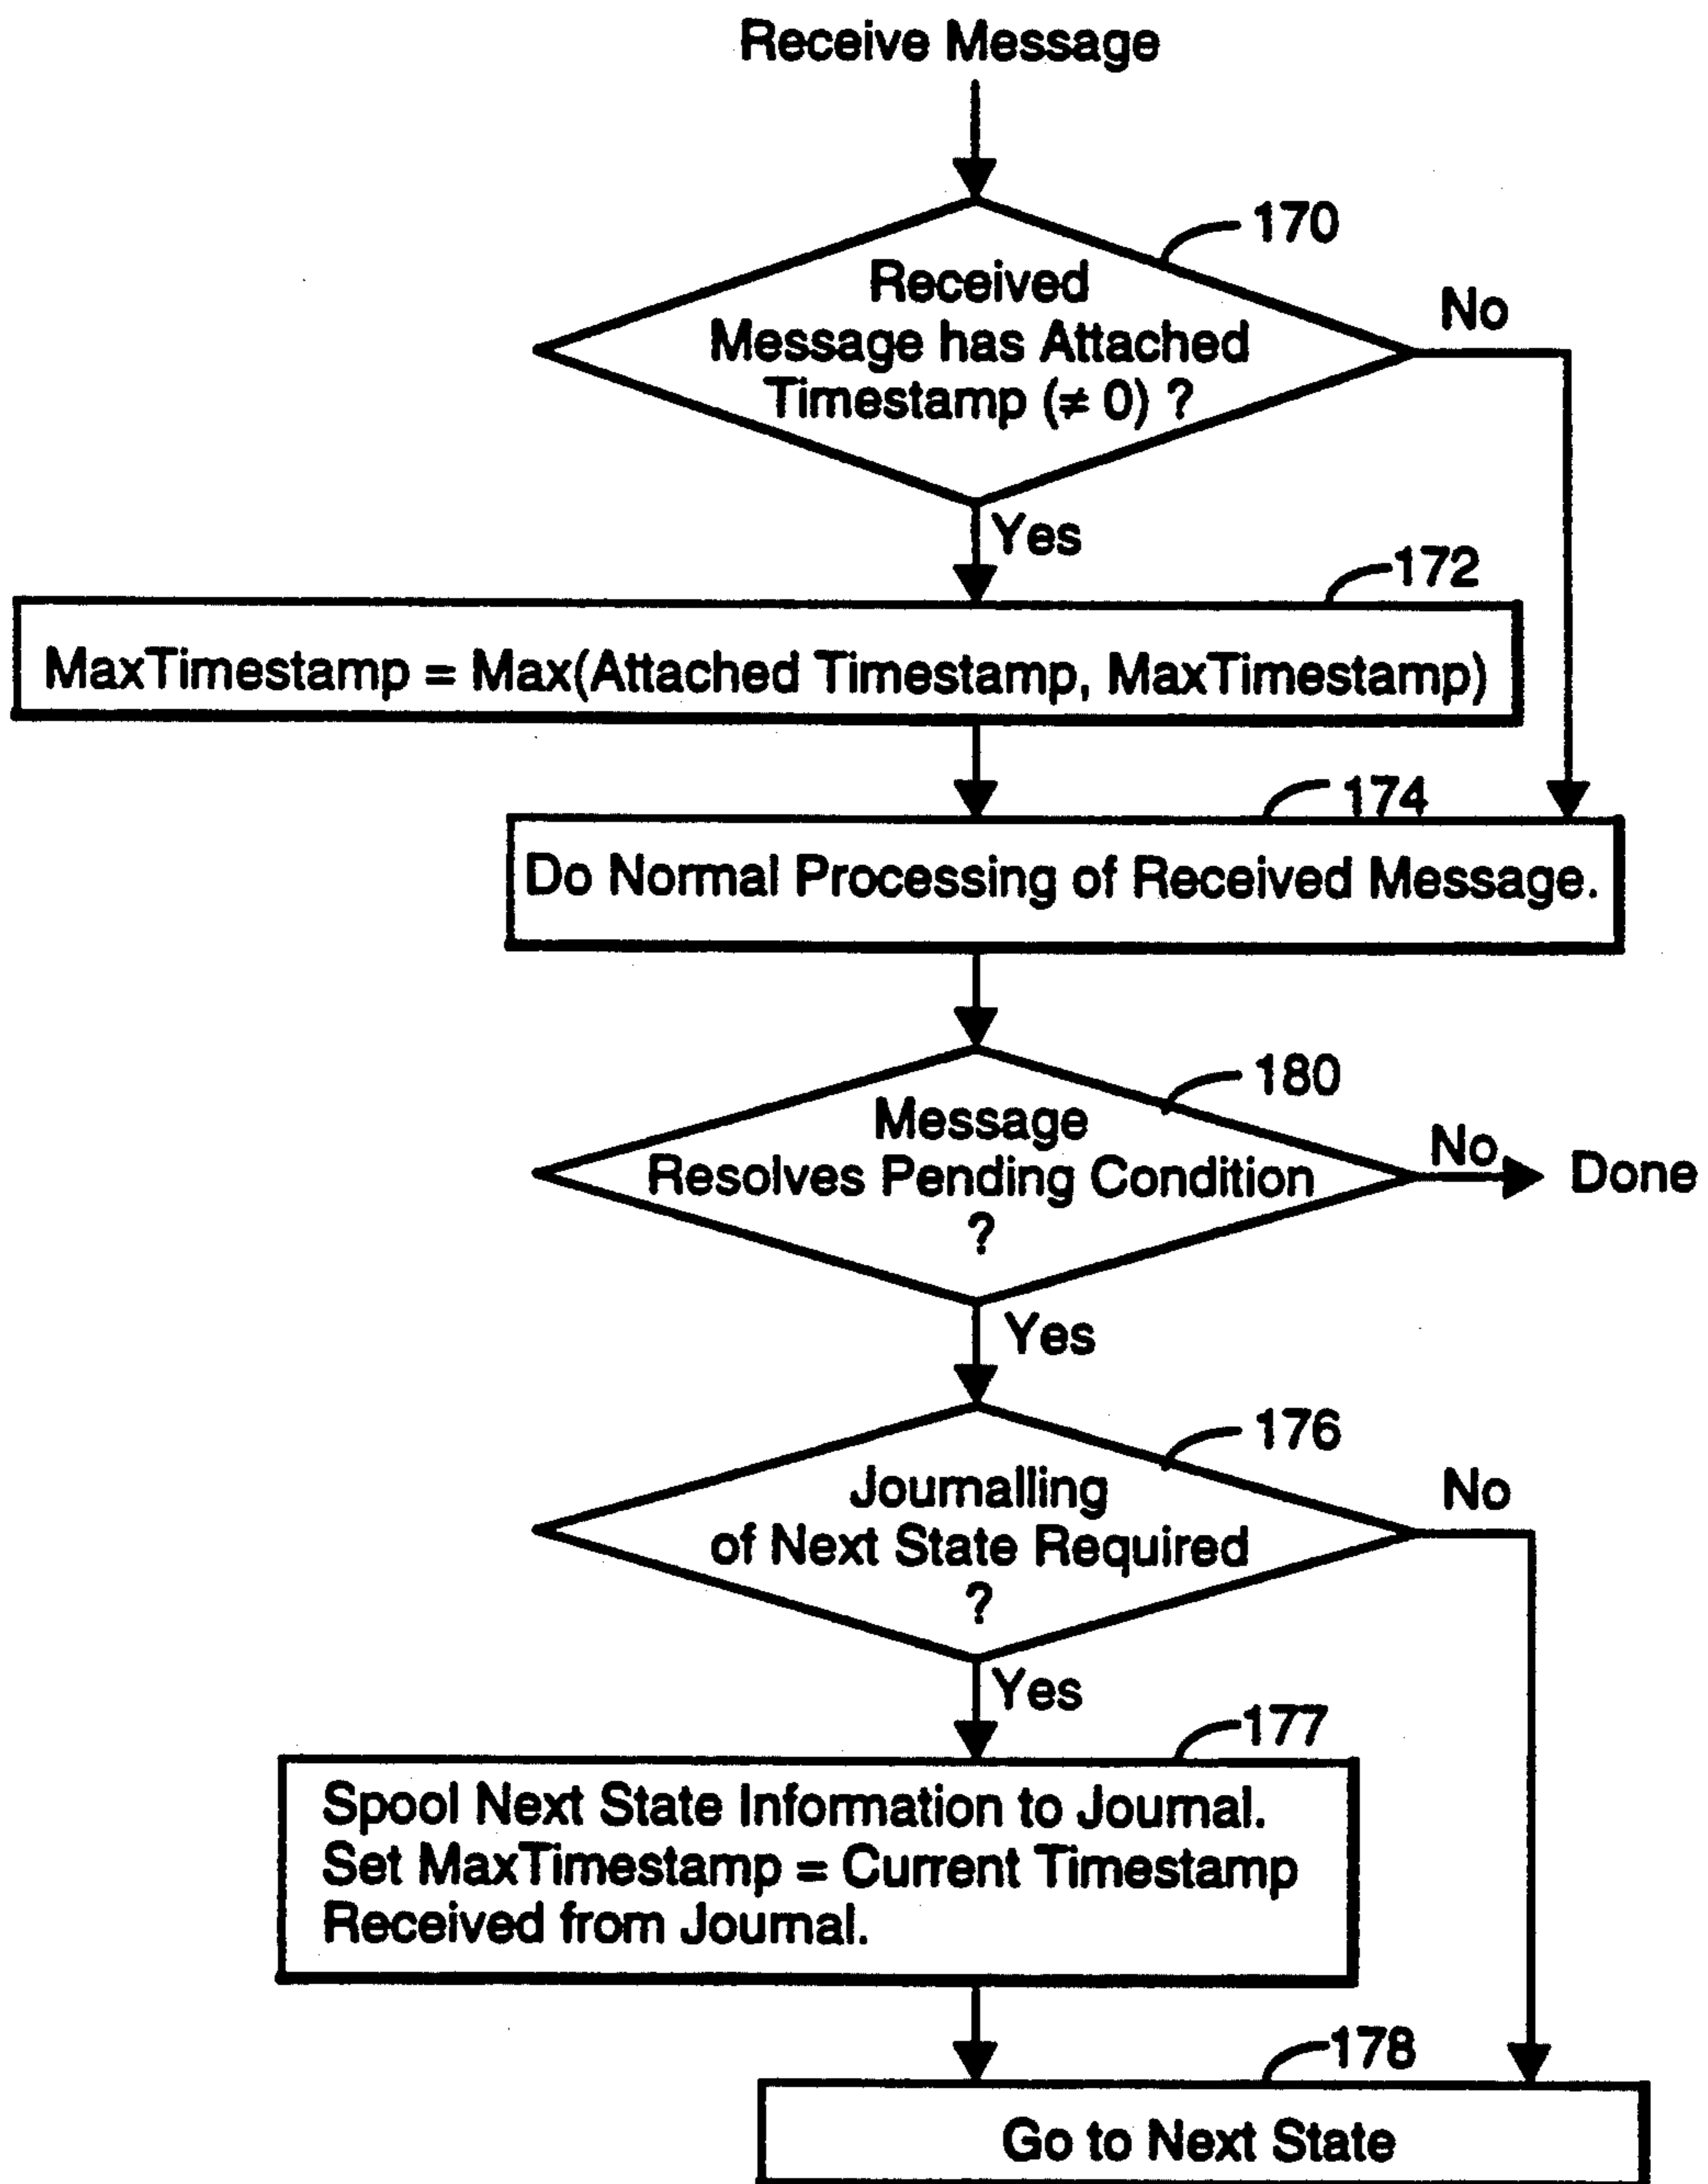 Receive Message
170
Received
Message has Attached
Timestamp (≠ 0) ?
No
Yes
172
MaxTimestamp = Max(Attached Timestamp, MaxTimestamp)
174
Do Normal Processing of Received Message.
180
Message
Resolves Pending Condition
?
No
Done
Yes
176
Journalling
of Next State Required
?
No
Yes
177
Spool Next State Information to Journal.
Set MaxTimestamp = Current Timestamp
Received from Journal.
178
Go to Next State